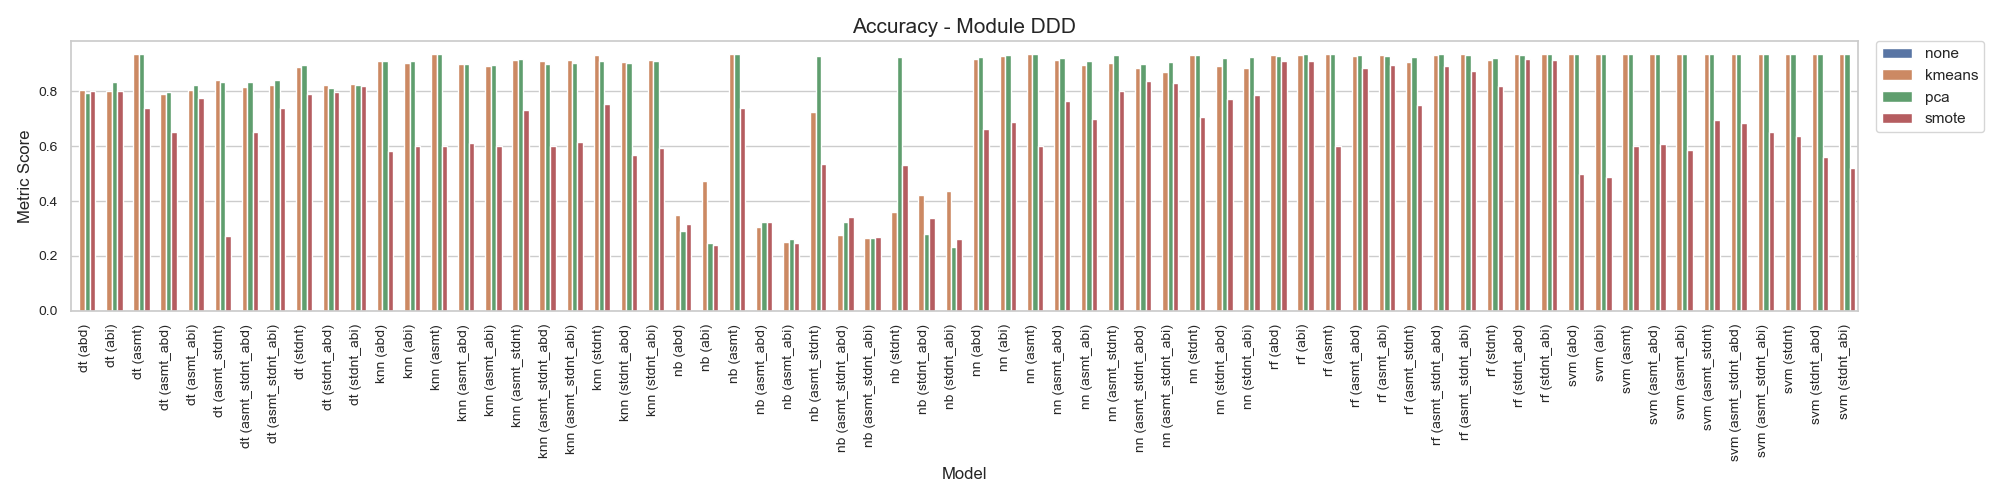 Accuracy - Module DDD
none
kmeans
pca
smote
Metric Score
0.8
0.6
0.4
0.2
0.0
dt (abd)
dt (abi)
dt (asmt)
dt (asmt_abd)
dt (asmt_abi)
dt (asmt_stdnt)
dt (asmt_stdnt_abd)
dt (asmt_stdnt_abi)
dt (stdnt)
dt (stdnt_abd)
dt (stdnt_abi)
knn (abd)
knn (abi)
knn (asmt)
knn (asmt_abd)
knn (asmt_abi)
knn (asmt_stdnt)
knn (asmt_stdnt_abd)
knn (asmt_stdnt_abi)
knn (stdnt)
knn (stdnt_abd)
knn (stdnt_abi)
nb (abd)
nb (abi)
nb (asmt)
nb (asmt_abd)
nb (asmt_abi)
nb (asmt_stdnt)
nb (asmt_stdnt_abd)
nb (asmt_stdnt_abi)
nb (stdnt)
nb (stdnt_abd)
nb (stdnt_abi)
nn (abd)
nn (abi)
nn (asmt)
nn (asmt_abd)
nn (asmt_abi)
nn (asmt_stdnt)
nn (asmt_stdnt_abd)
nn (asmt_stdnt_abi)
nn (stdnt)
nn (stdnt_abd)
nn (stdnt_abi)
rf (abd)
rf (abi)
rf (asmt)
rf (asmt_abd)
rf (asmt_abi)
rf (asmt_stdnt)
rf (asmt_stdnt_abd)
rf (asmt_stdnt_abi)
rf (stdnt)
rf (stdnt_abd)
rf (stdnt_abi)
svm (abd)
svm (abi)
svm (asmt)
svm (asmt_abd)
svm (asmt_abi)
svm (asmt_stdnt)
svm (asmt_stdnt_abd)
svm (asmt_stdnt_abi)
svm (stdnt)
svm (stdnt_abd)
svm (stdnt_abi)
Model